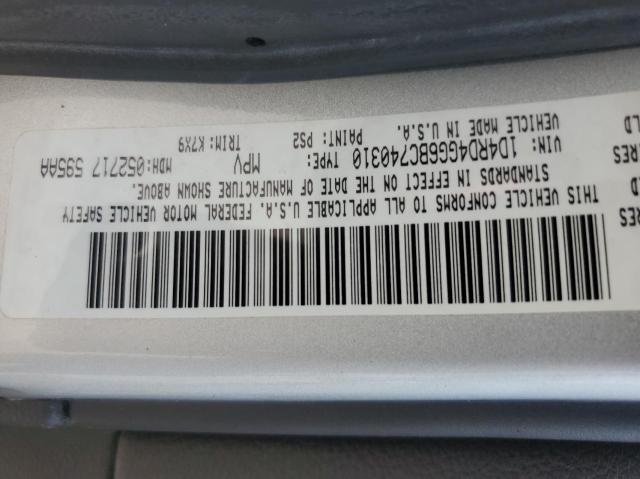 THIS VEHICLE CONFORMS TO ALL APPLICABLE U.S.A. FEDERAL MOTOR VEHICLE SAFETY
STANDARDS IN EFFECT ON THE DATE OF MANUFACTURE SHOWN ABOVE.
VIN: 1D4RD4GG6BC740310 TYPE: MPV MDH:052717 595AA
VEHICLE MADE IN U.S.A. PAINT: PS2 TRIM: K7X9